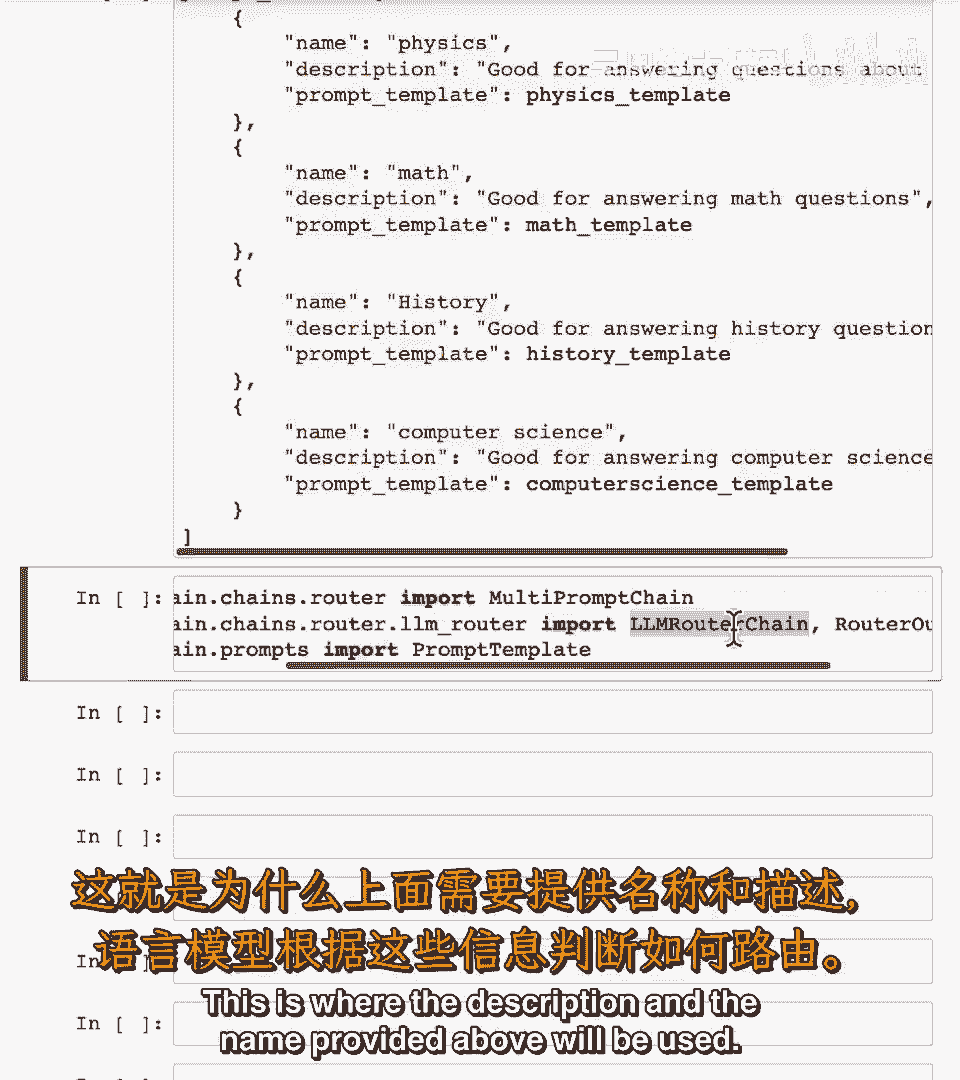 {
"name": "physics",
"description": "Good for answering questions about
"prompt_template": physics_template
},
{
"name": "math",
"description": "Good for answering math questions",
"prompt_template": math_template
},
{
"name": "History",
"description": "Good for answering history question
"prompt_template": history_template
},
{
"name": "computer science",
"description": "Good for answering computer science
"prompt_template": computerscience_template
}
]
In [ ]: ain.chains.router import MultiPromptChain
ain.chains.router.llm_router import LLMRouterChain, RouterOu
ain.prompts import PromptTemplate
In [ ]:
In [ ]:
In [ ]:
这就是为什么上面需要提供名称和描述,
In
语言模型根据这些信息判断如何路由。
In [ ]:
This is where the description and the
name provided above will be used.